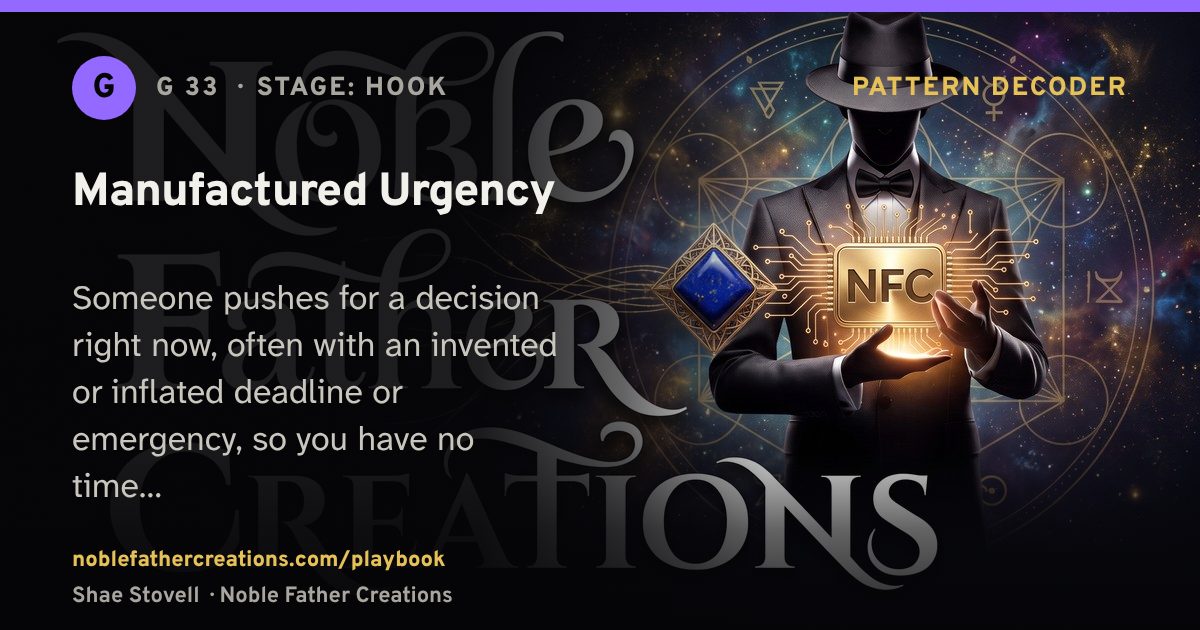 G
G 33 · STAGE: HOOK
PATTERN DECODER
Manufactured Urgency
Someone pushes for a decision
right now, often with an invented
or inflated deadline or
emergency, so you have no
time...
noblefathercreations.com/playbook
Shae Stovell · Noble Father Creations
Noble
Father
Creations
NFC